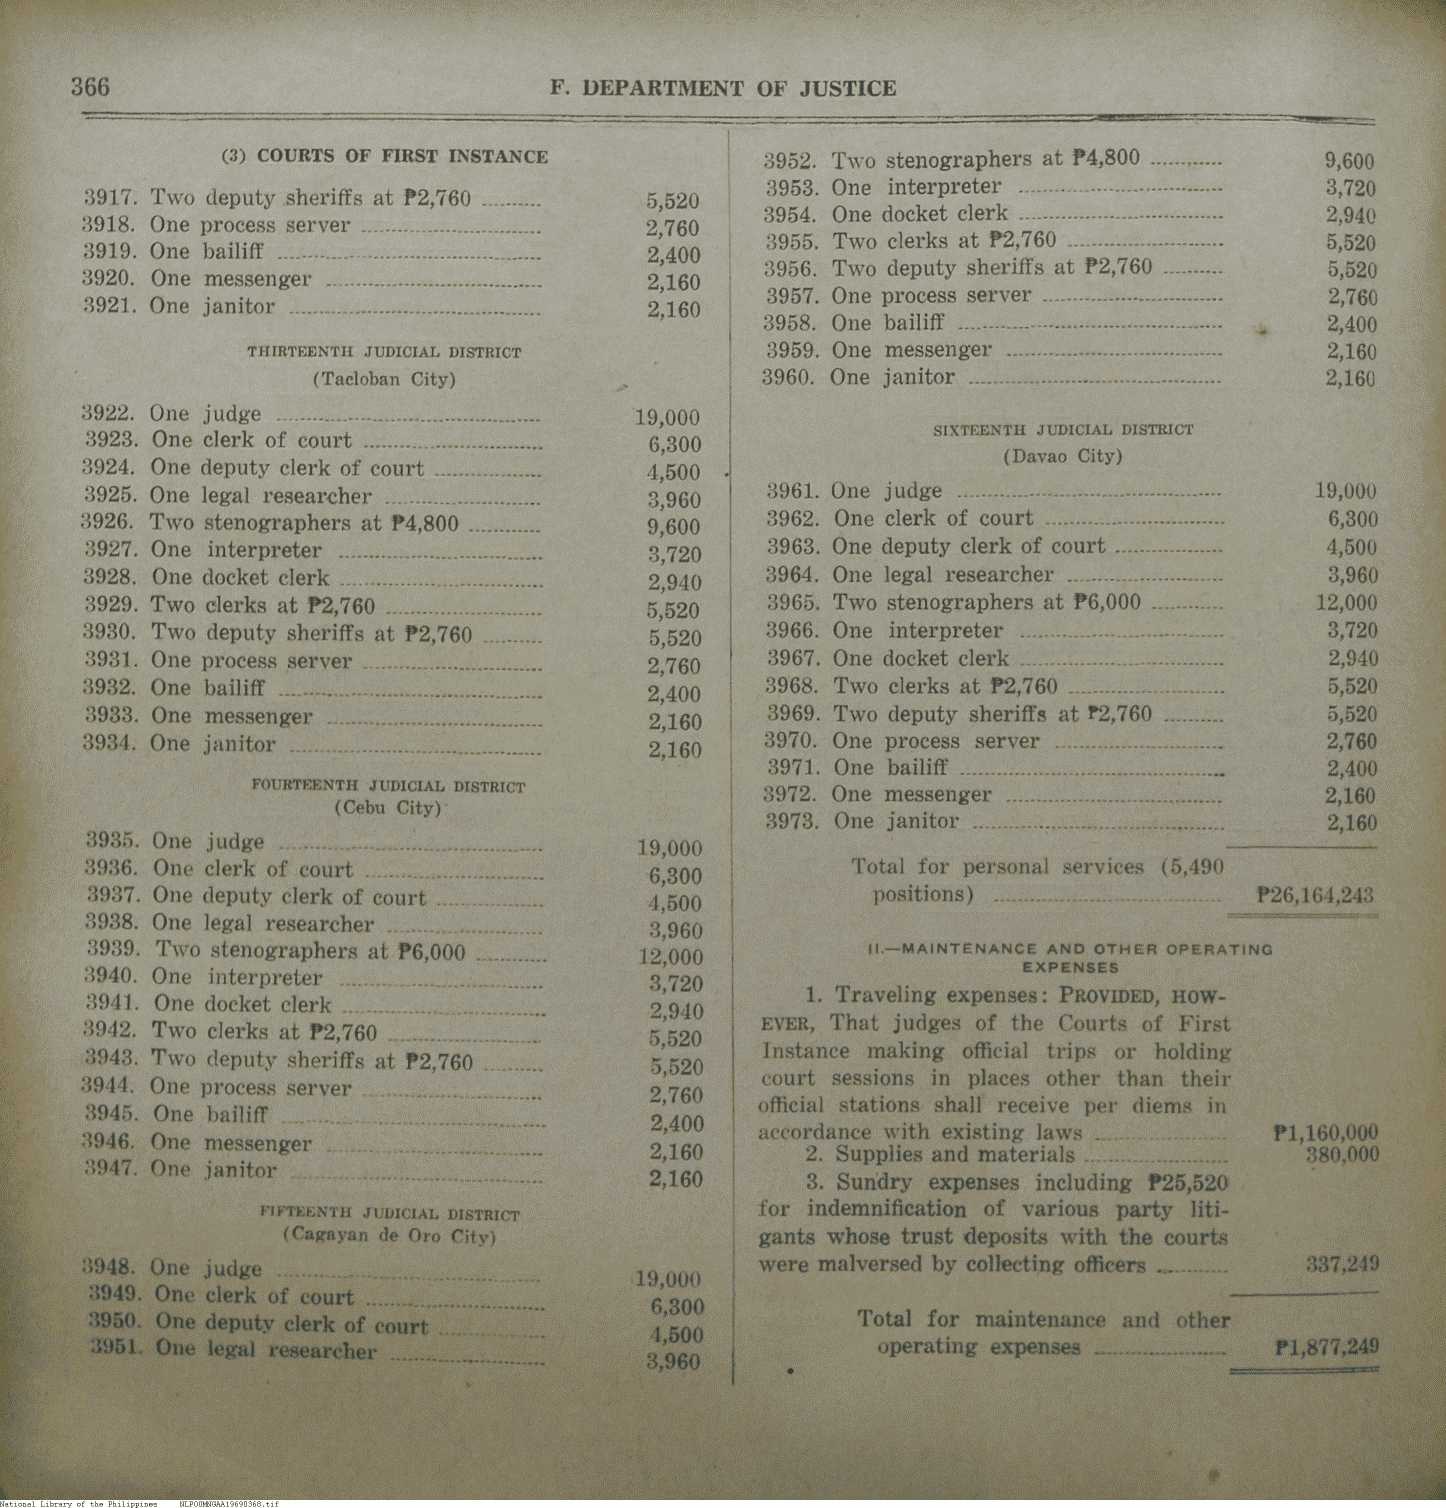 366
F. DEPARTMENT OF JUSTICE
(3) COURTS OF FIRST INSTANCE
3917. Two deputy sheriffs at ₱2,760 .......... 5,520
3918. One process server .......... 2,760
3919. One bailiff .......... 2,400
3920. One messenger .......... 2,160
3921. One janitor .......... 2,160
THIRTEENTH JUDICIAL DISTRICT
(Tacloban City)
3922. One judge .......... 19,000
3923. One clerk of court .......... 6,300
3924. One deputy clerk of court .......... 4,500
3925. One legal researcher .......... 3,960
3926. Two stenographers at ₱4,800 .......... 9,600
3927. One interpreter .......... 3,720
3928. One docket clerk .......... 2,940
3929. Two clerks at ₱2,760 .......... 5,520
3930. Two deputy sheriffs at ₱2,760 .......... 5,520
3931. One process server .......... 2,760
3932. One bailiff .......... 2,400
3933. One messenger .......... 2,160
3934. One janitor .......... 2,160
FOURTEENTH JUDICIAL DISTRICT
(Cebu City)
3935. One judge .......... 19,000
3936. One clerk of court .......... 6,300
3937. One deputy clerk of court .......... 4,500
3938. One legal researcher .......... 3,960
3939. Two stenographers at ₱6,000 .......... 12,000
3940. One interpreter .......... 3,720
3941. One docket clerk .......... 2,940
3942. Two clerks at ₱2,760 .......... 5,520
3943. Two deputy sheriffs at ₱2,760 .......... 5,520
3944. One process server .......... 2,760
3945. One bailiff .......... 2,400
3946. One messenger .......... 2,160
3947. One janitor .......... 2,160
FIFTEENTH JUDICIAL DISTRICT
(Cagayan de Oro City)
3948. One judge .......... 19,000
3949. One clerk of court .......... 6,300
3950. One deputy clerk of court .......... 4,500
3951. One legal researcher .......... 3,960
3952. Two stenographers at ₱4,800 .......... 9,600
3953. One interpreter .......... 3,720
3954. One docket clerk .......... 2,940
3955. Two clerks at ₱2,760 .......... 5,520
3956. Two deputy sheriffs at ₱2,760 .......... 5,520
3957. One process server .......... 2,760
3958. One bailiff .......... 2,400
3959. One messenger .......... 2,160
3960. One janitor .......... 2,160
SIXTEENTH JUDICIAL DISTRICT
(Davao City)
3961. One judge .......... 19,000
3962. One clerk of court .......... 6,300
3963. One deputy clerk of court .......... 4,500
3964. One legal researcher .......... 3,960
3965. Two stenographers at ₱6,000 .......... 12,000
3966. One interpreter .......... 3,720
3967. One docket clerk .......... 2,940
3968. Two clerks at ₱2,760 .......... 5,520
3969. Two deputy sheriffs at ₱2,760 .......... 5,520
3970. One process server .......... 2,760
3971. One bailiff .......... 2,400
3972. One messenger .......... 2,160
3973. One janitor .......... 2,160
Total for personal services (5,490
positions) .......... ₱26,164,243
II.—MAINTENANCE AND OTHER OPERATING
EXPENSES
1. Traveling expenses: PROVIDED, HOW-
EVER, That judges of the Courts of First
Instance making official trips or holding
court sessions in places other than their
official stations shall receive per diems in
accordance with existing laws .......... ₱1,160,000
2. Supplies and materials .......... 380,000
3. Sundry expenses including ₱25,520
for indemnification of various party liti-
gants whose trust deposits with the courts
were malversed by collecting officers .......... 337,249
Total for maintenance and other
operating expenses .......... ₱1,877,249
National Library of the Philippines NLPO0MNGAA19690368.tif